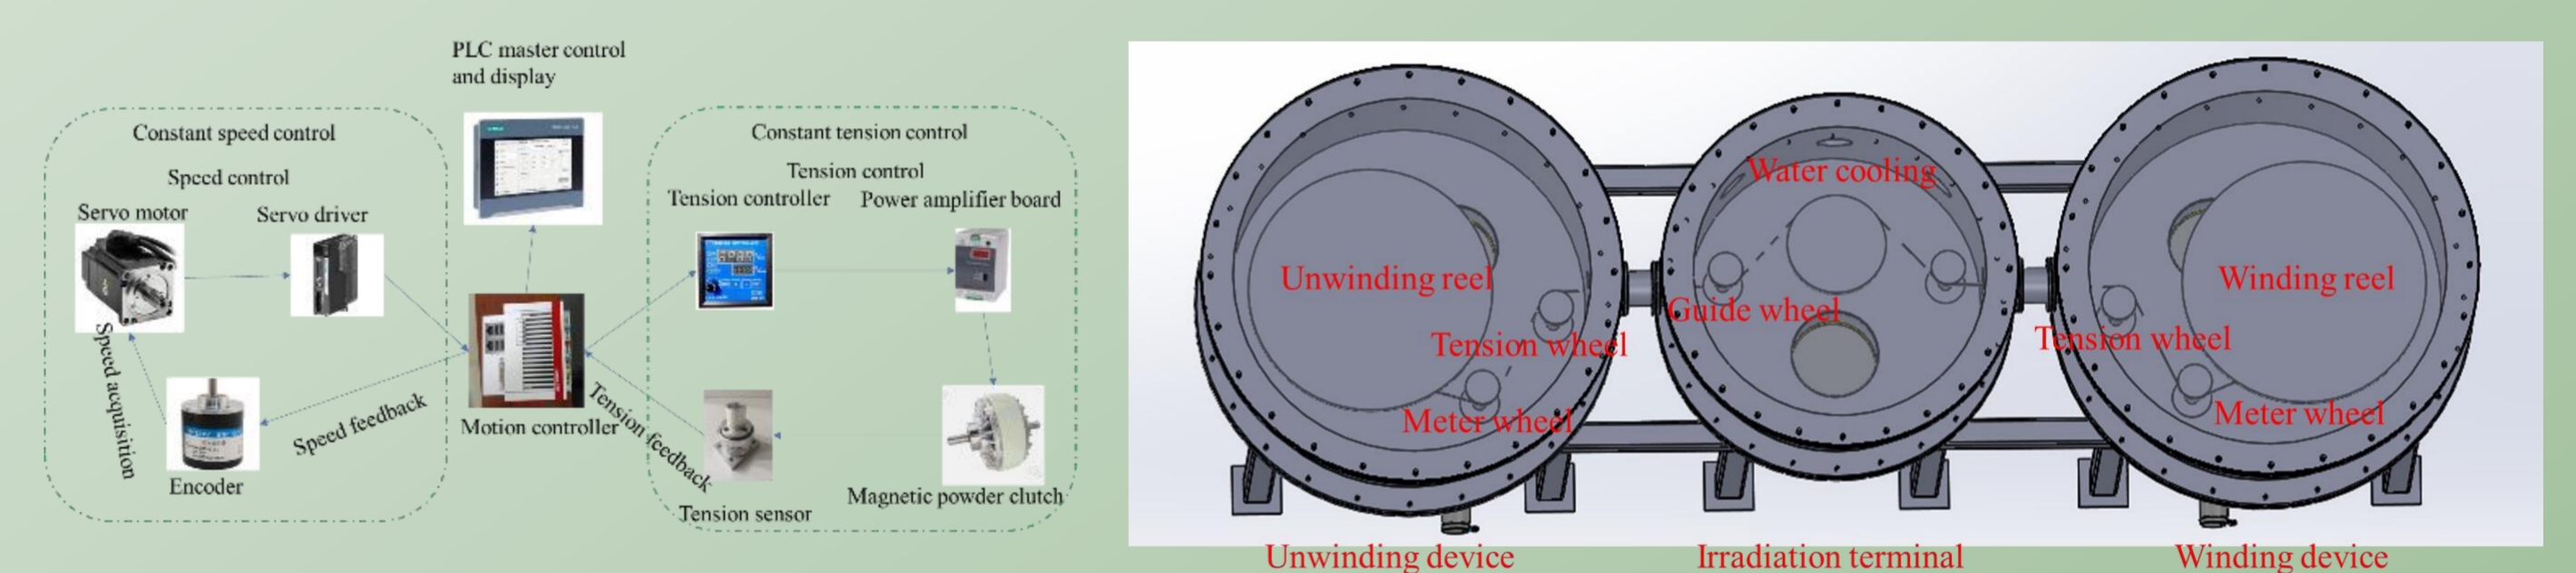 PLC master control
and display
Constant speed control
Speed control
Servo motor
Servo driver
Speed acquisition
Encoder
Speed feedback
Motion controller
Constant tension control
Tension control
Tension controller
Power amplifier board
Tension feedback
Tension sensor
Magnetic powder clutch
Water cooling
Unwinding reel
Guide wheel
Tension wheel
Meter wheel
Winding reel
Tension wheel
Meter wheel
Unwinding device
Irradiation terminal
Winding device